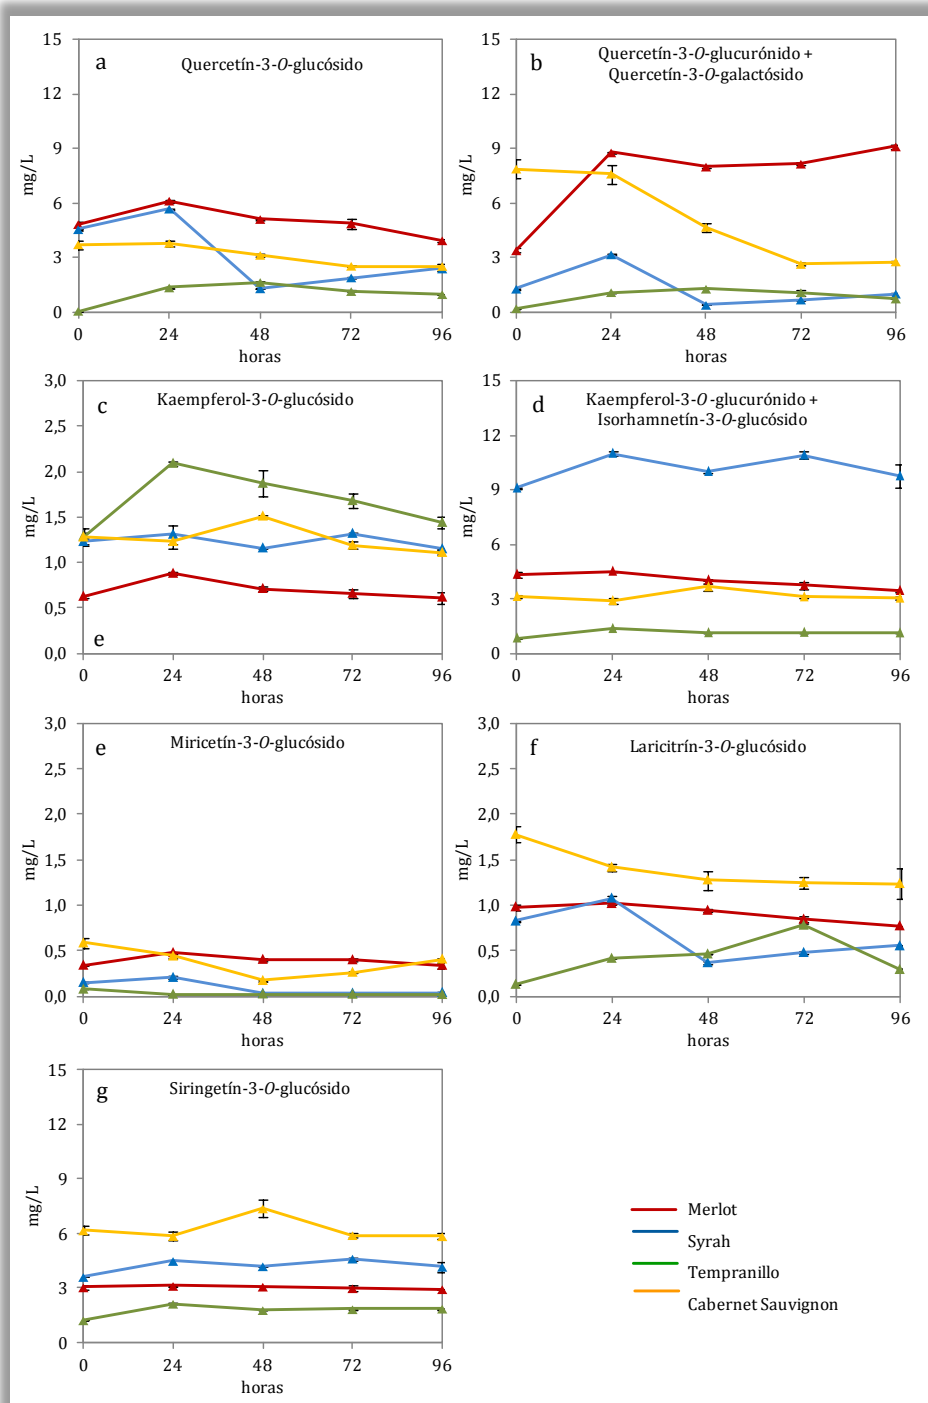 a
Quercetín-3-O-glucósido
mg/L
15
12
9
6
3
0
0 24 48 72 96
horas
b
Quercetín-3-O-glucurónido +
Quercetín-3-O-galactósido
mg/L
15
12
9
6
3
0
0 24 48 72 96
horas
c
Kaempferol-3-O-glucósido
mg/L
3,0
2,5
2,0
1,5
1,0
0,5
0,0
e
0 24 48 72 96
horas
d
Kaempferol-3-O-glucurónido +
Isorhamnetín-3-O-glucósido
mg/L
15
12
9
6
3
0
0 24 48 72 96
horas
e
Miricetín-3-O-glucósido
mg/L
3,0
2,5
2,0
1,5
1,0
0,5
0,0
0 24 48 72 96
horas
f
Laricitrín-3-O-glucósido
mg/L
3,0
2,5
2,0
1,5
1,0
0,5
0,0
0 24 48 72 96
horas
g
Siringetín-3-O-glucósido
mg/L
15
12
9
6
3
0
0 24 48 72 96
horas
Merlot
Syrah
Tempranillo
Cabernet Sauvignon